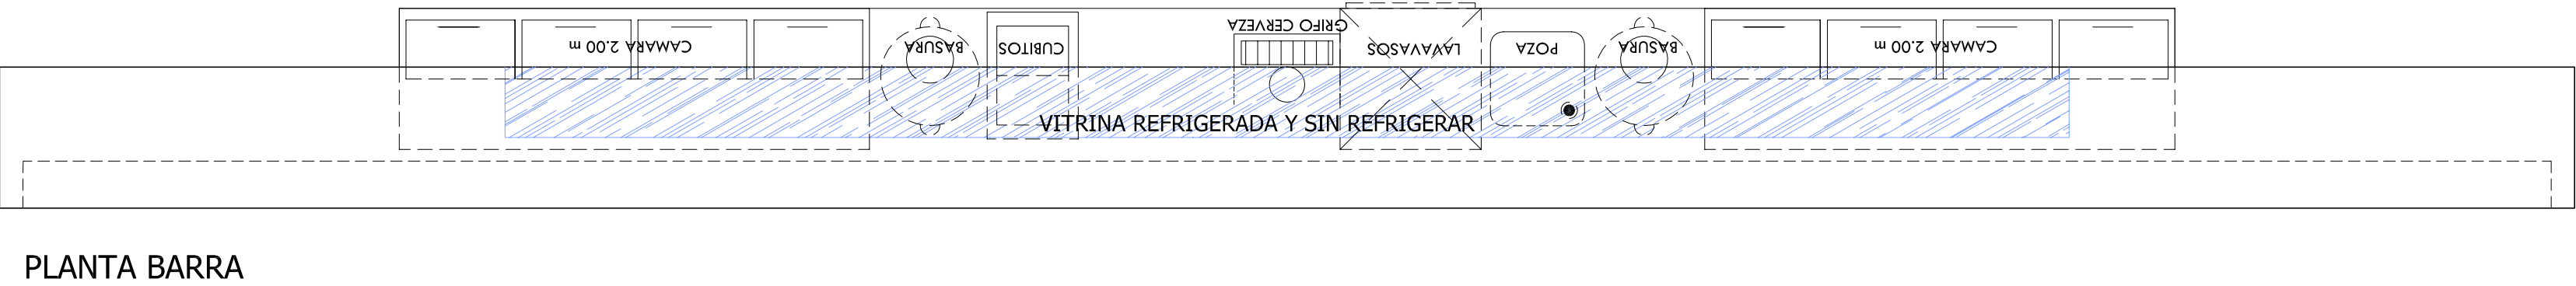 GRIFO CERVEZA
CAMARA 2.00 m
BASURA
CUBITOS
LAVAVASOS
POZA
BASURA
CAMARA 2.00 m
VITRINA REFRIGERADA Y SIN REFRIGERAR
PLANTA BARRA